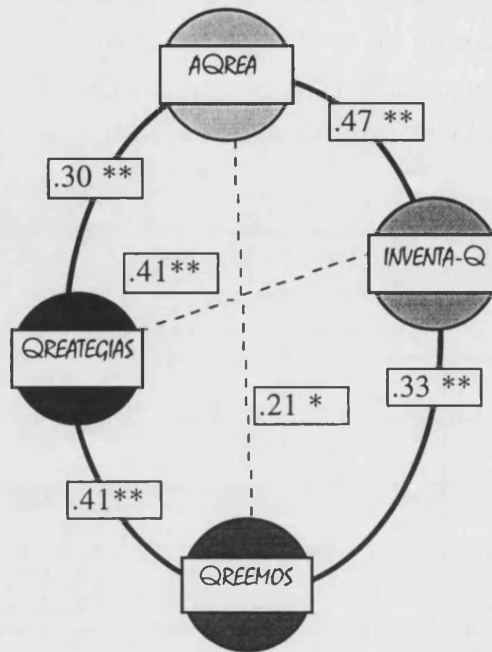 AQREA
.47 **
.30 **
INVENTA-Q
.41**
QREATEGIAS
.33 **
.21 *
.41**
QREEMOS